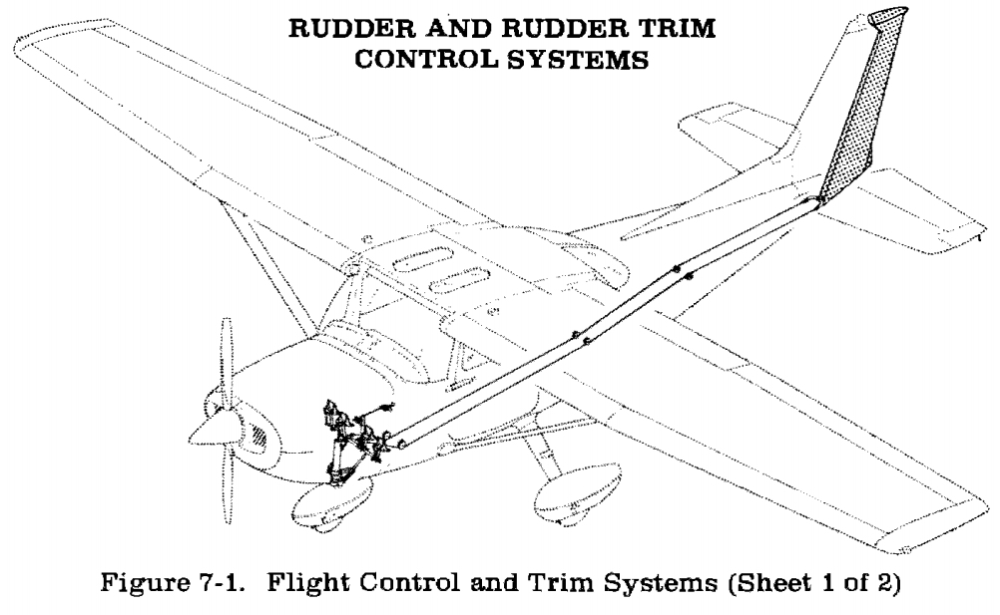 RUDDER AND RUDDER TRIM
CONTROL SYSTEMS
Figure 7-1. Flight Control and Trim Systems (Sheet 1 of 2)